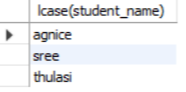 lcase(student_name)
agnice
sree
thulasi